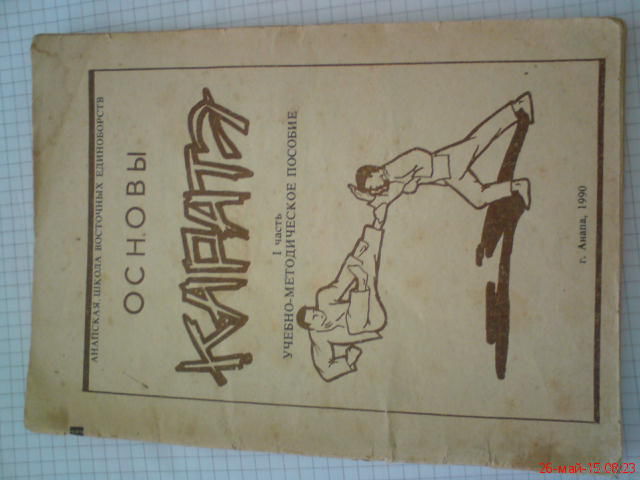 АНАПСКАЯ ШКОЛА ВОСТОЧНЫХ ЕДИНОБОРСТВ
ОСНОВЫ
КАРАТЭ
I часть
УЧЕБНО-МЕТОДИЧЕСКОЕ ПОСОБИЕ
г. Анапа, 1990
26-май-15 08:23